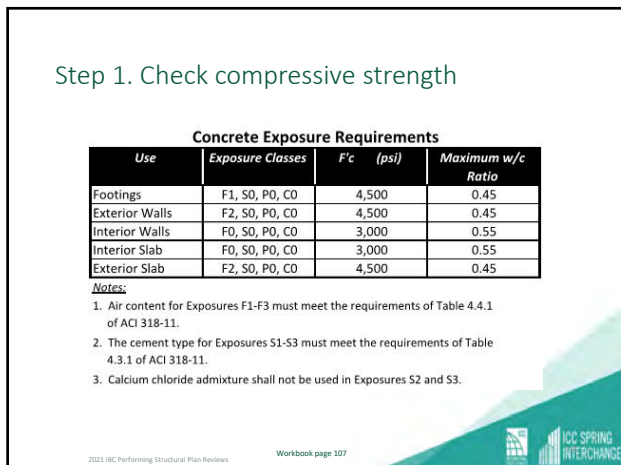 Step 1. Check compressive strength
Concrete Exposure Requirements
Use Exposure Classes F'c (psi) Maximum w/c
Ratio
Footings F1, S0, P0, C0 4,500 0.45
Exterior Walls F2, S0, P0, C0 4,500 0.45
Interior Walls F0, S0, P0, C0 3,000 0.55
Interior Slab F0, S0, P0, C0 3,000 0.55
Exterior Slab F2, S0, P0, C0 4,500 0.45
Notes:
1. Air content for Exposures F1-F3 must meet the requirements of Table 4.4.1
of ACI 318-11.
2. The cement type for Exposures S1-S3 must meet the requirements of Table
4.3.1 of ACI 318-11.
3. Calcium chloride admixture shall not be used in Exposures S2 and S3.
2021 IBC Performing Structural Plan Reviews
Workbook page 107
ICC SPRING
INTERCHANGE